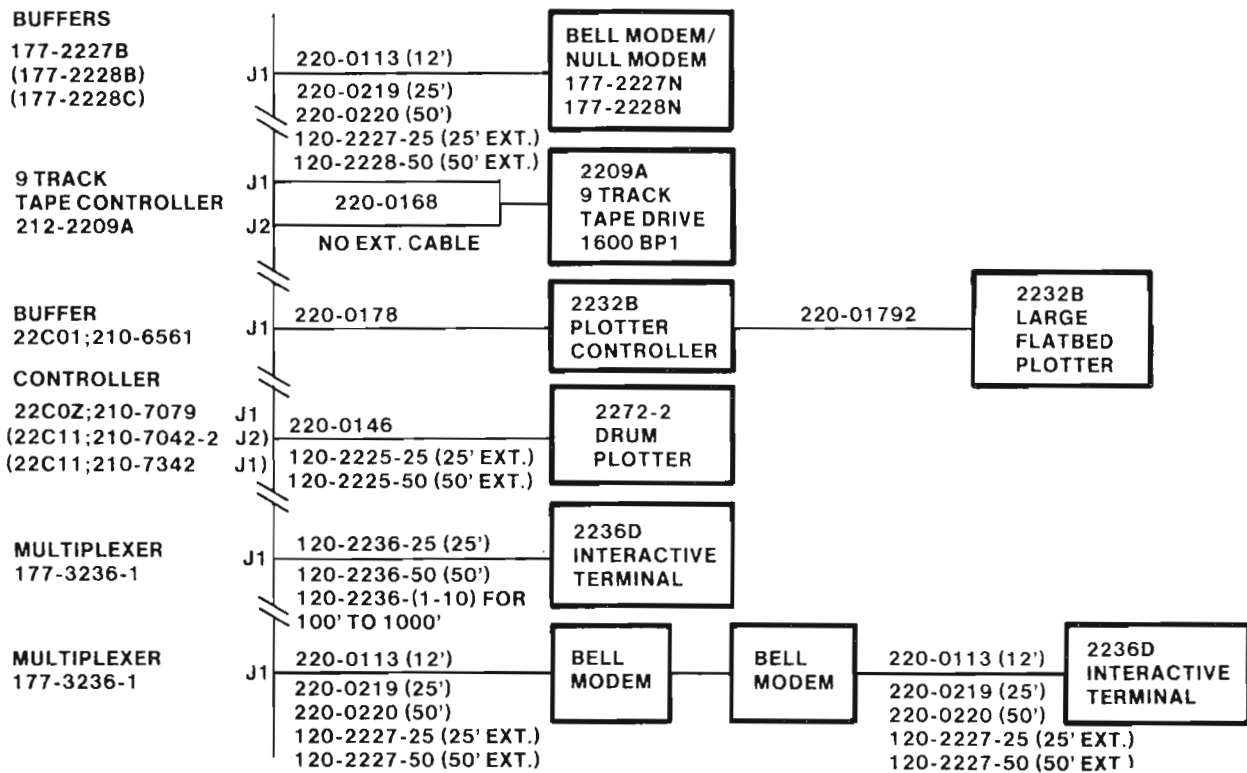 BUFFERS
177-2227B
(177-2228B)
(177-2228C)
J1
220-0113 (12')
220-0219 (25')
220-0220 (50')
120-2227-25 (25' EXT.)
120-2228-50 (50' EXT.)
BELL MODEM/
NULL MODEM
177-2227N
177-2228N
9 TRACK
TAPE CONTROLLER
212-2209A
J1
J2
220-0168
NO EXT. CABLE
2209A
9 TRACK
TAPE DRIVE
1600 BP1
BUFFER
22C01;210-6561
J1
220-0178
2232B
PLOTTER
CONTROLLER
220-01792
2232B
LARGE
FLATBED
PLOTTER
CONTROLLER
22C0Z;210-7079 J1
(22C11;210-7042-2 J2)
(22C11;210-7342 J1)
220-0146
120-2225-25 (25' EXT.)
120-2225-50 (50' EXT.)
2272-2
DRUM
PLOTTER
MULTIPLEXER
177-3236-1
J1
120-2236-25 (25')
120-2236-50 (50')
120-2236-(1-10) FOR
100' TO 1000'
2236D
INTERACTIVE
TERMINAL
MULTIPLEXER
177-3236-1
J1
220-0113 (12')
220-0219 (25')
220-0220 (50')
120-2227-25 (25' EXT.)
120-2227-50 (50' EXT.)
BELL
MODEM
BELL
MODEM
220-0113 (12')
220-0219 (25')
220-0220 (50')
120-2227-25 (25' EXT.)
120-2227-50 (50' EXT )
2236D
INTERACTIVE
TERMINAL